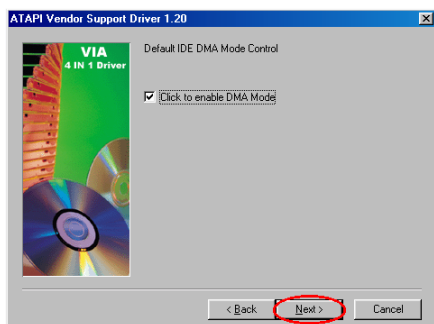 ATAPI Vendor Support Driver 1.20
VIA
4 IN 1 Driver
Default IDE DMA Mode Control
Click to enable DMA Mode
< Back
Next >
Cancel